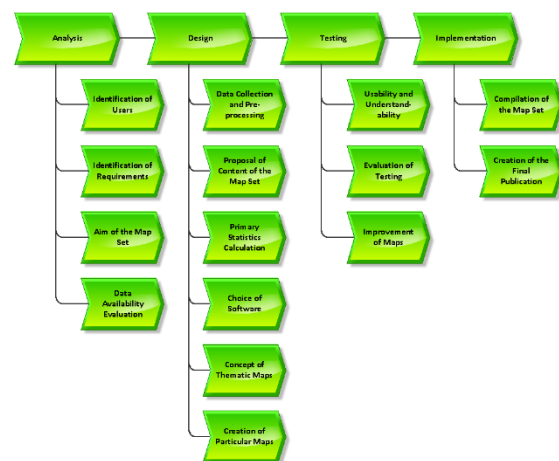 Analysis
Design
Testing
Implementation
Identification of
Users
Identification of
Requirements
Aim of the Map
Set
Data
Availability
Evaluation
Data Collection
and Pre-
processing
Proposal of
Content of the
Map Set
Primary
Statistics
Calculation
Choice of
Software
Concept of
Thematic Maps
Creation of
Particular Maps
Usability and
Understand-
ability
Evaluation of
Testing
Improvement
of Maps
Compilation of
the Map Set
Creation of the
Final
Publication